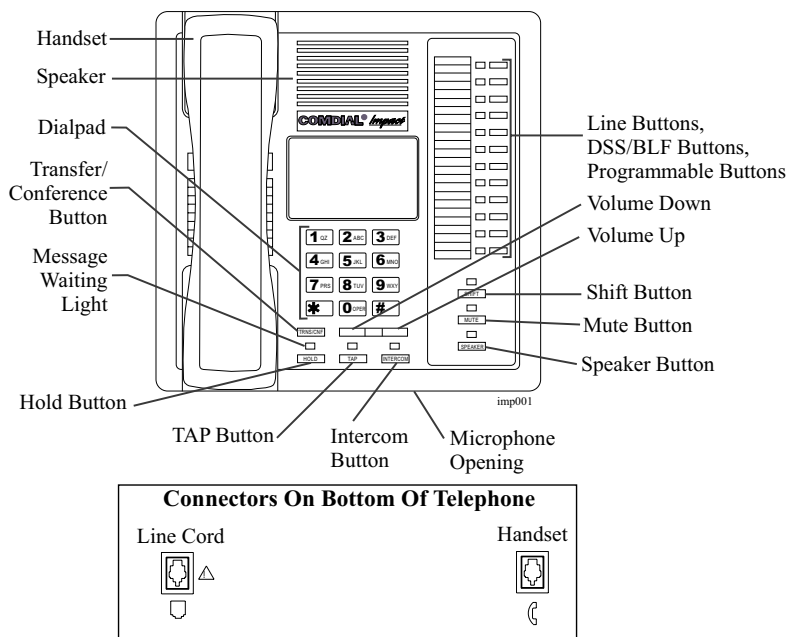 Handset
Speaker
Dialpad
Transfer/
Conference
Button
Message
Waiting
Light
Hold Button
TAP Button
Intercom
Button
Microphone
Opening
Line Buttons,
DSS/BLF Buttons,
Programmable Buttons
Volume Down
Volume Up
Shift Button
Mute Button
Speaker Button
COMDIAL® Impact
1 QZ 2 ABC 3 DEF
4 GHI 5 JKL 6 MNO
7 PRS 8 TUV 9 WXY
* 0 OPER #
TRNS/CNF
HOLD TAP INTERCOM
SHIFT
MUTE
SPEAKER
imp001
Connectors On Bottom Of Telephone
Line Cord Handset